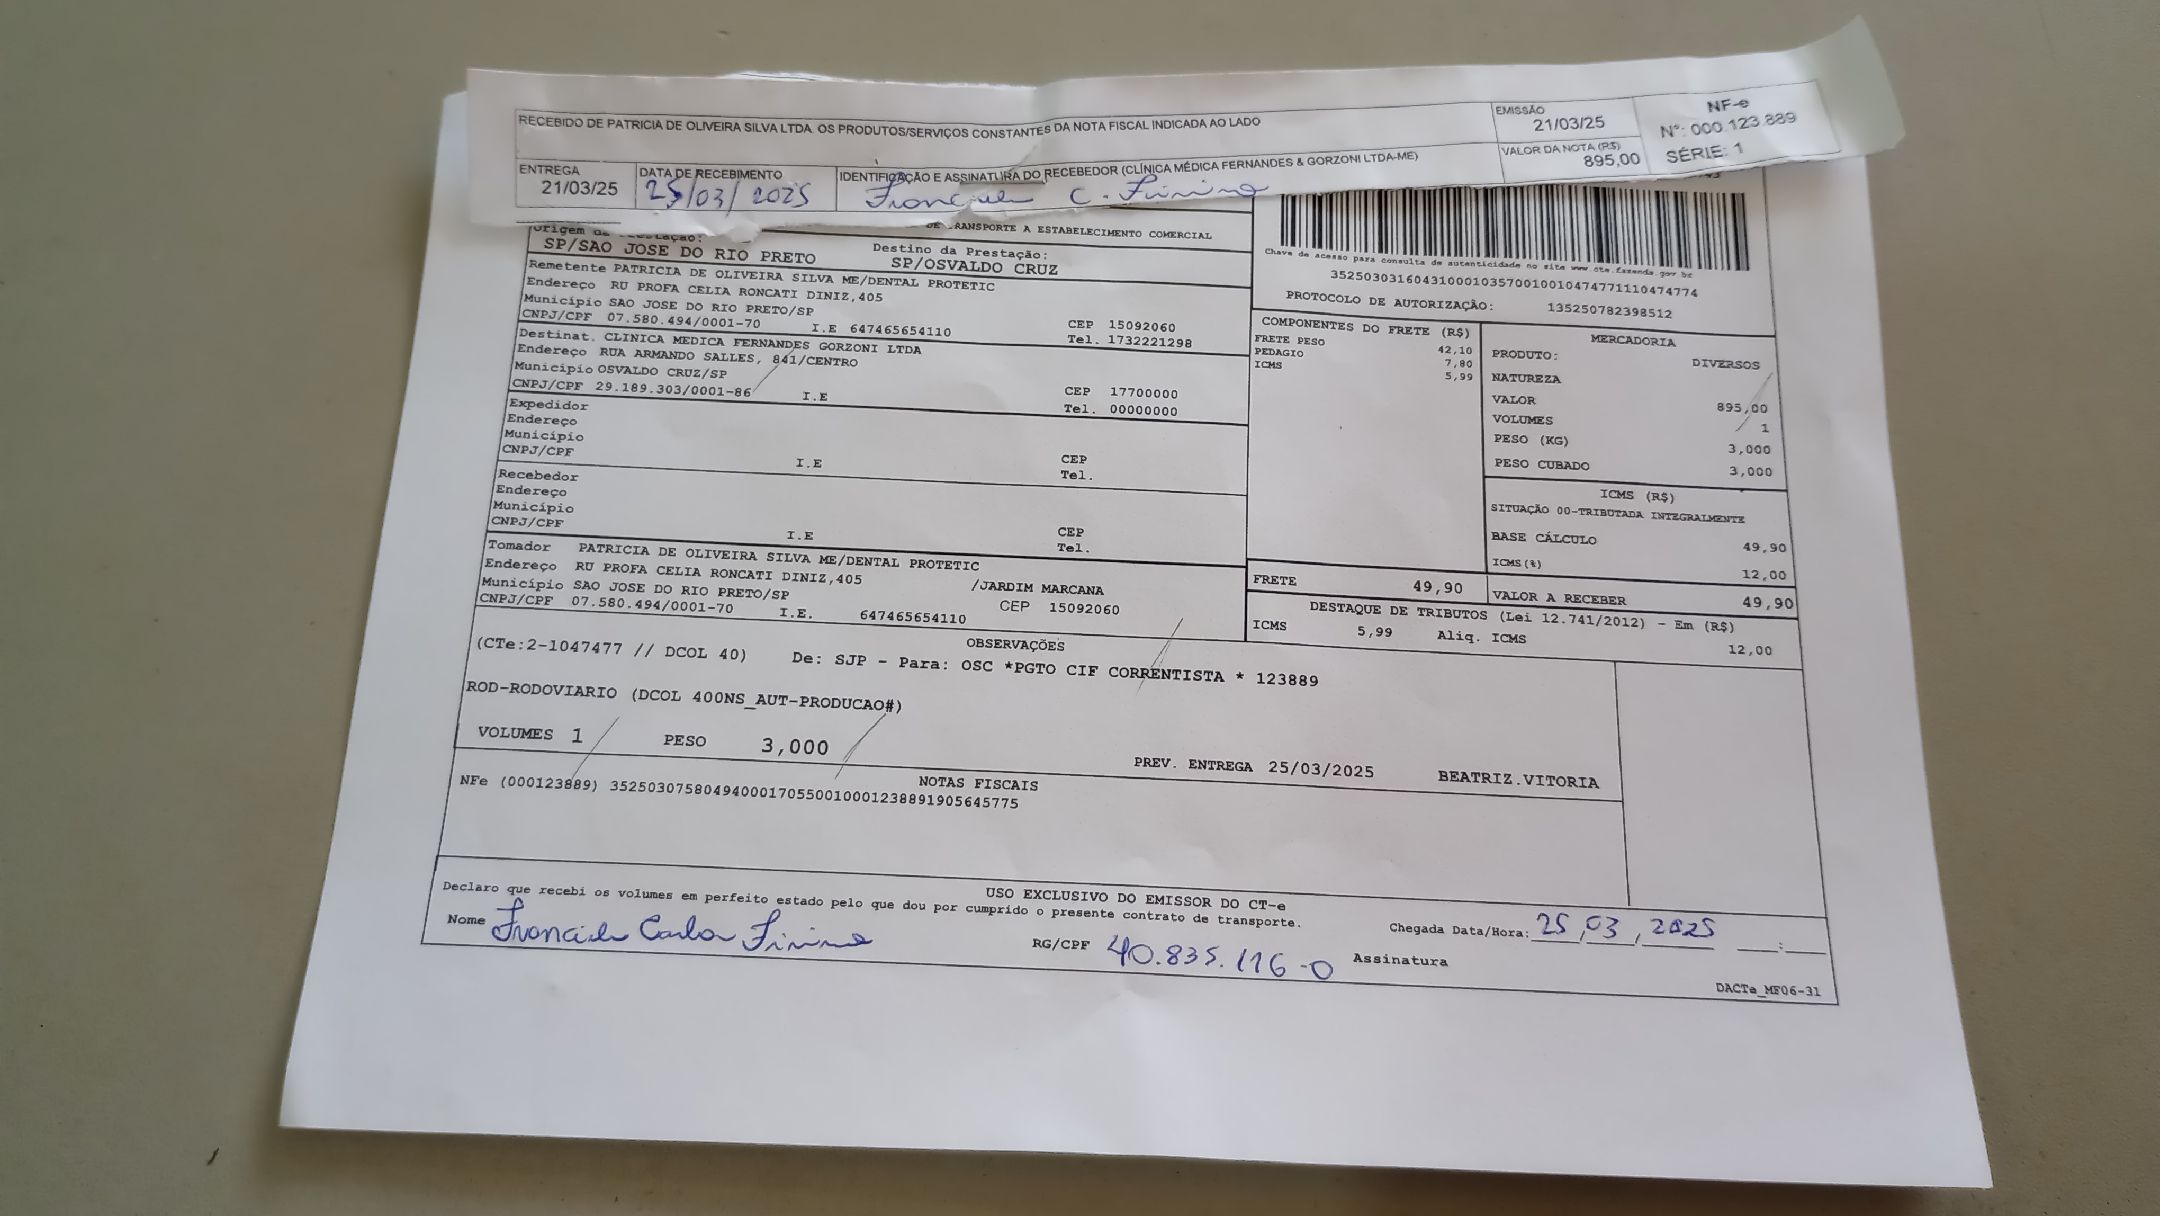 RECEBIDO DE PATRICIA DE OLIVEIRA SILVA LTDA OS PRODUTOS/SERVIÇOS CONSTANTES DA NOTA FISCAL INDICADA AO LADO
EMISSÃO
21/03/25
VALOR DA NOTA (R$)
895,00
NF-e
N°: 000.123.889
SÉRIE: 1
ENTREGA
21/03/25
DATA DE RECEBIMENTO
25/03/2025
IDENTIFICAÇÃO E ASSINATURA DO RECEBEDOR (CLÍNICA MÉDICA FERNANDES & GORZONI LTDA-ME)
C.
TRANSPORTE A ESTABELECIMENTO COMERCIAL
Origem da Prestação:
SP/SAO JOSE DO RIO PRETO
Destino da Prestação:
SP/OSVALDO CRUZ
Remetente PATRICIA DE OLIVEIRA SILVA ME/DENTAL PROTETIC
Endereço RU PROFA CELIA RONCATI DINIZ,405
Município SAO JOSE DO RIO PRETO/SP CEP 15092060
CNPJ/CPF 07.580.494/0001-70 I.E 647465654110 Tel. 1732221298
Destinat. CLINICA MEDICA FERNANDES GORZONI LTDA
Endereço RUA ARMANDO SALLES, 841/CENTRO
Município OSVALDO CRUZ/SP CEP 17700000
CNPJ/CPF 29.189.303/0001-86 I.E Tel. 00000000
Expedidor
Endereço
Município CEP
CNPJ/CPF I.E Tel.
Recebedor
Endereço
Município CEP
CNPJ/CPF I.E Tel.
Tomador PATRICIA DE OLIVEIRA SILVA ME/DENTAL PROTETIC
Endereço RU PROFA CELIA RONCATI DINIZ,405 /JARDIM MARCANA
Município SAO JOSE DO RIO PRETO/SP CEP 15092060
CNPJ/CPF 07.580.494/0001-70 I.E. 647465654110
Chave de acesso para consulta de autenticidade no site www.cte.fazenda.gov.br
35250303160431000103570010010474771110474774
PROTOCOLO DE AUTORIZAÇÃO: 135250782398512
COMPONENTES DO FRETE (R$)
FRETE PESO 42,10
PEDAGIO 7,80
ICMS 5,99
MERCADORIA
PRODUTO: DIVERSOS
NATUREZA
VALOR 895,00
VOLUMES 1
PESO (KG) 3,000
PESO CUBADO 3,000
ICMS (R$)
SITUAÇÃO 00-TRIBUTADA INTEGRALMENTE
BASE CÁLCULO 49,90
ICMS(%) 12,00
FRETE 49,90
VALOR A RECEBER 49,90
DESTAQUE DE TRIBUTOS (Lei 12.741/2012) - Em (R$)
ICMS 5,99 Aliq. ICMS 12,00
OBSERVAÇÕES
(CTe:2-1047477 // DCOL 40) De: SJP - Para: OSC *PGTO CIF CORRENTISTA * 123889
ROD-RODOVIARIO (DCOL 400NS_AUT-PRODUCAO#)
VOLUMES 1 PESO 3,000 PREV. ENTREGA 25/03/2025 BEATRIZ.VITORIA
NOTAS FISCAIS
NFe (000123889) 35250307580494000170550010001238891905645775
USO EXCLUSIVO DO EMISSOR DO CT-e
Declaro que recebi os volumes em perfeito estado pelo que dou por cumprido o presente contrato de transporte.
Nome
RG/CPF 40.835.116-0
Chegada Data/Hora: 25,03,2025 __:__
Assinatura
DACTe_MF06-31